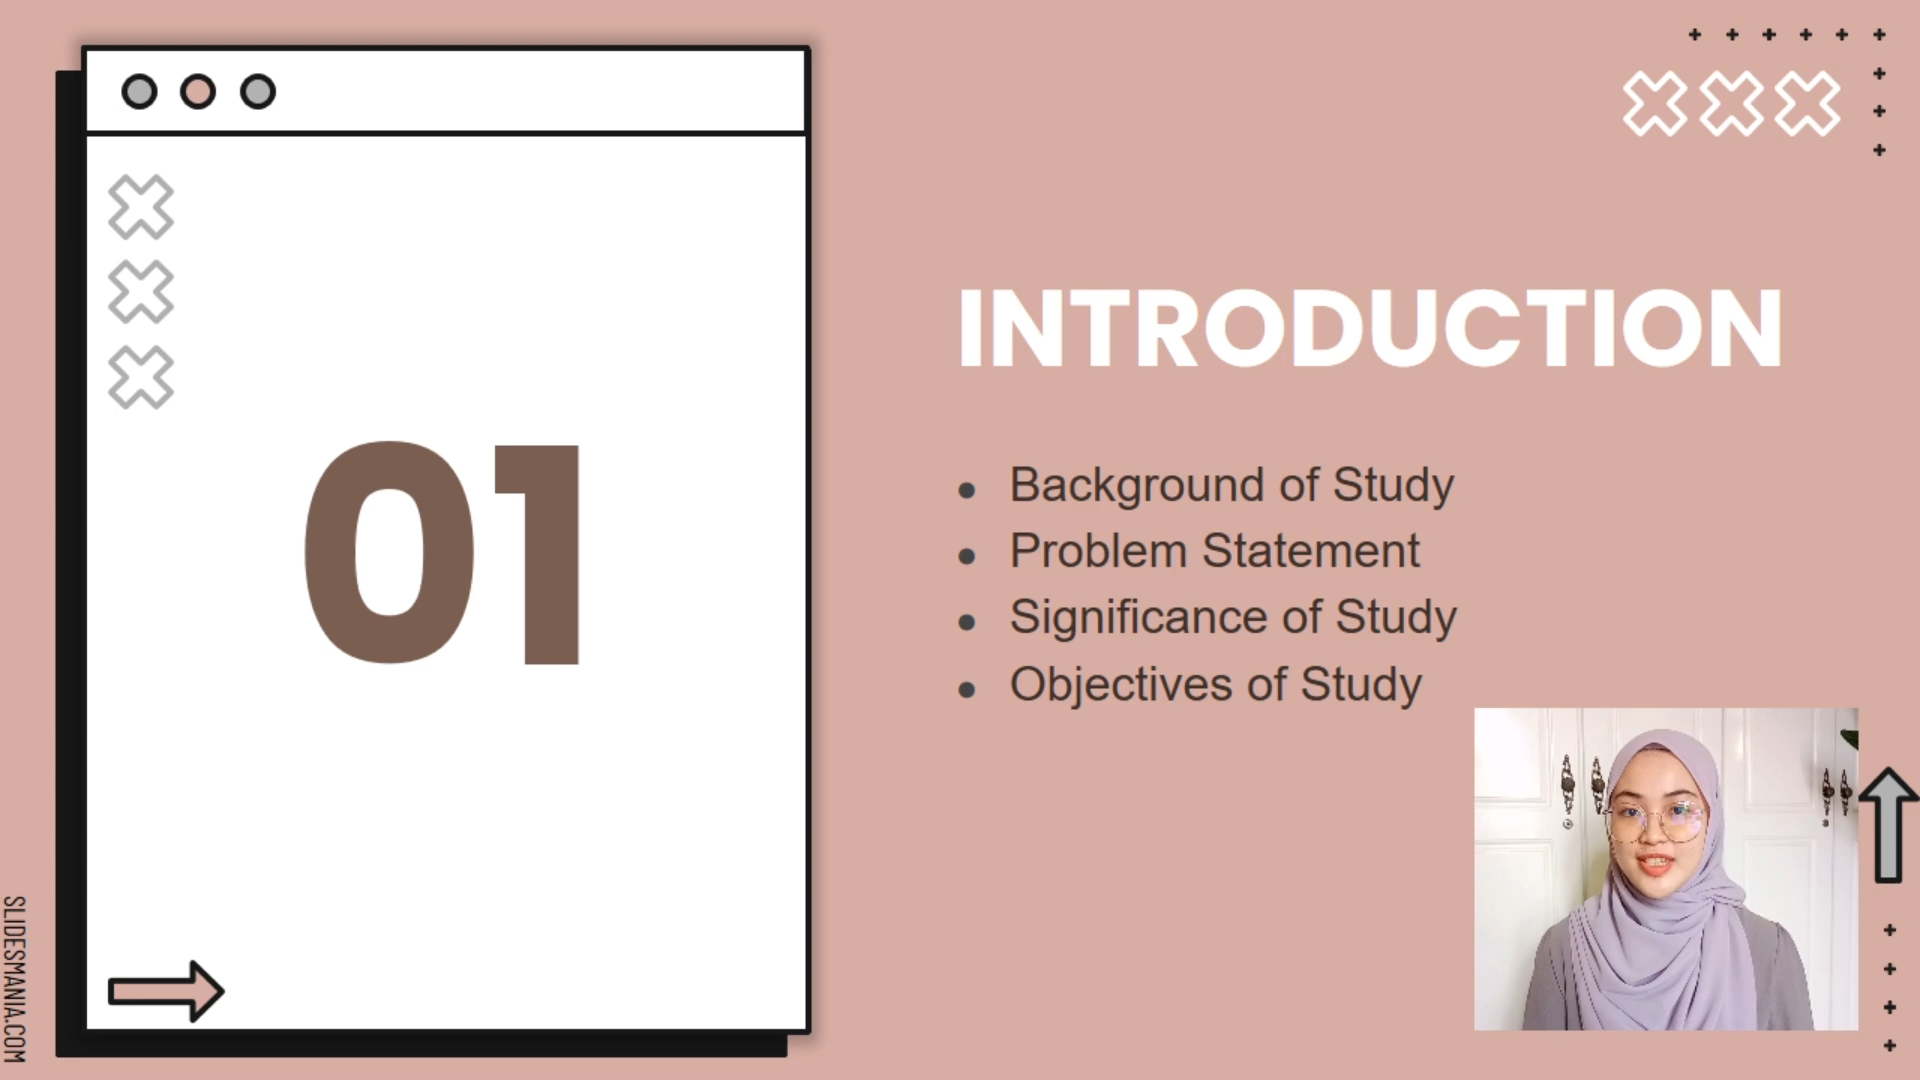 01
INTRODUCTION
Background of Study
Problem Statement
Significance of Study
Objectives of Study
SLIDESMANIA.COM